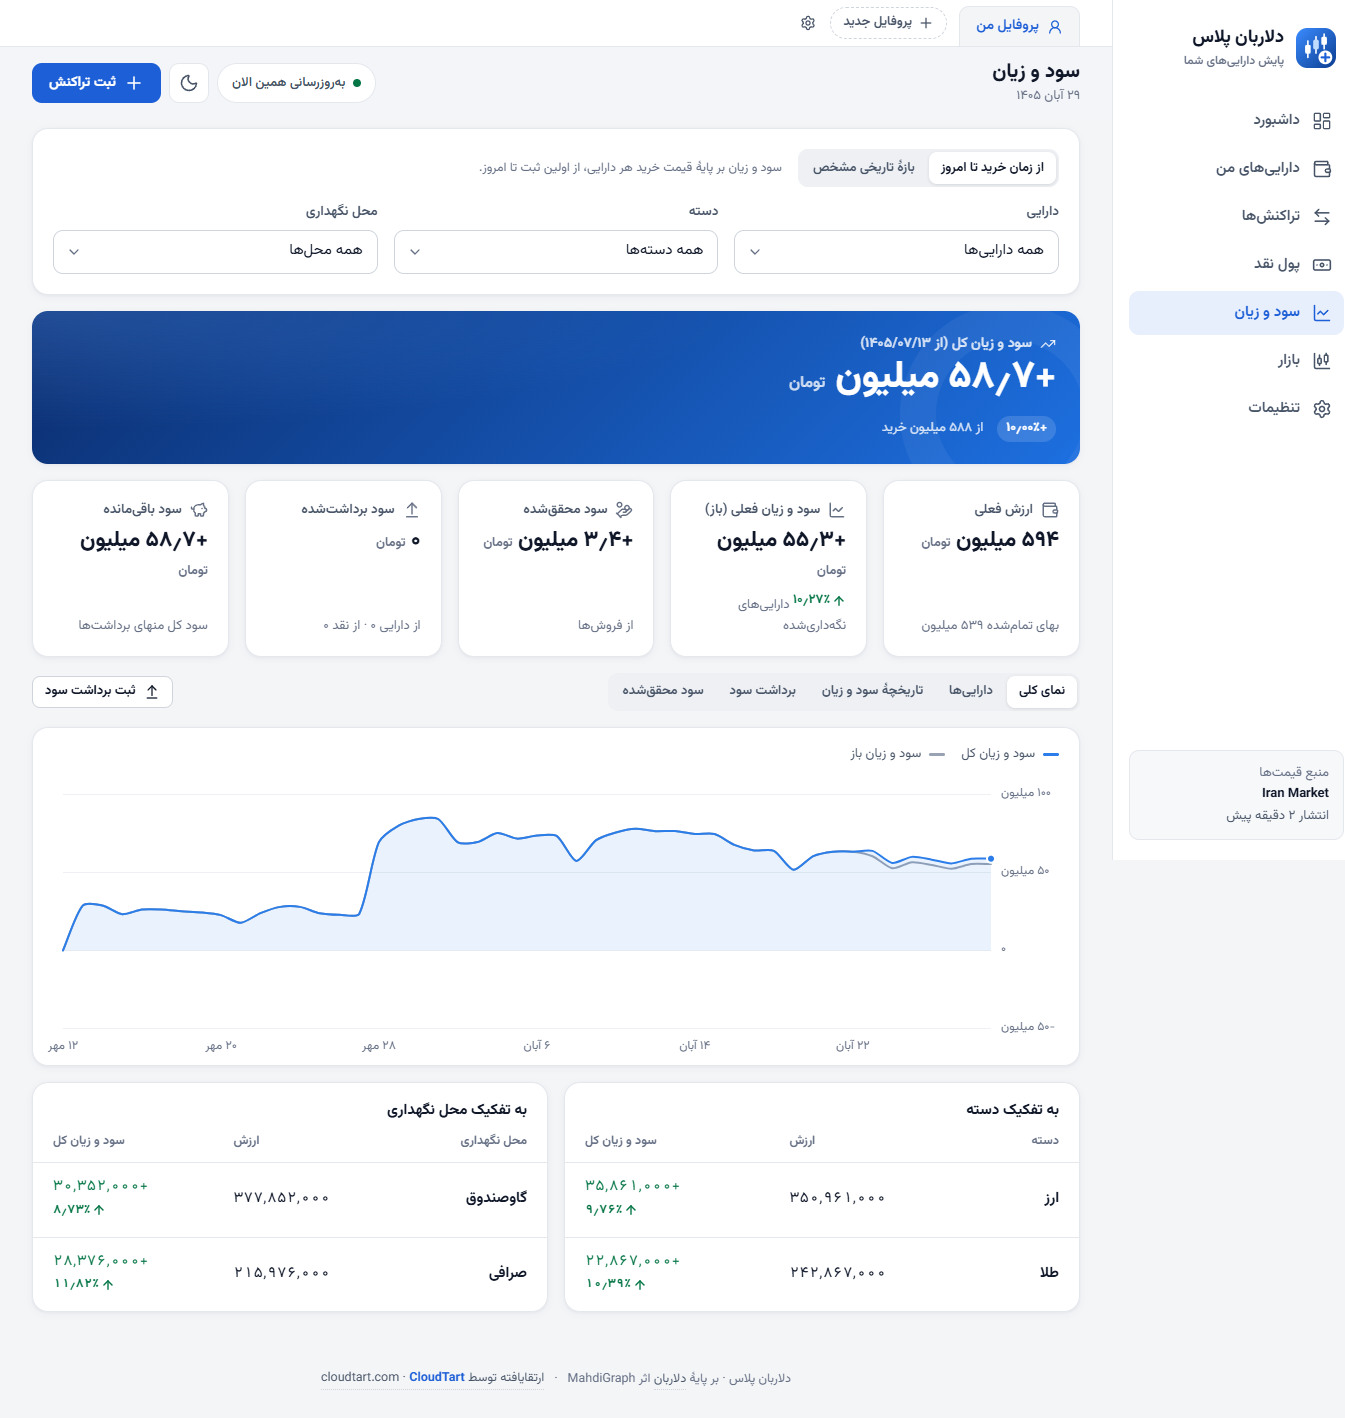 دلاربان پلاس
پایش دارایی‌های شما
داشبورد
دارایی‌های من
تراکنش‌ها
پول نقد
سود و زیان
بازار
تنظیمات
منبع قیمت‌ها
Iran Market
انتشار ۲ دقیقه پیش
پروفایل من
پروفایل جدید
سود و زیان
۲۹ آبان ۱۴۰۵
به‌روزرسانی همین الان
ثبت تراکنش
از زمان خرید تا امروز
بازهٔ تاریخی مشخص
سود و زیان بر پایهٔ قیمت خرید هر دارایی، از اولین ثبت تا امروز.
دارایی
دسته
محل نگهداری
همه دارایی‌ها
همه دسته‌ها
همه محل‌ها
سود و زیان کل (از ۱۴۰۵/۰۷/۱۳)
+۵۸٫۷ میلیون تومان
+۱۰٫۰۰٪ از ۵۸۸ میلیون خرید
ارزش فعلی
۵۹۴ میلیون تومان
بهای تمام‌شده ۵۳۹ میلیون
سود و زیان فعلی (باز)
+۵۵٫۳ میلیون
تومان
۱۰٫۲۷٪ دارایی‌های
نگه‌داری‌شده
سود محقق‌شده
+۳٫۴ میلیون تومان
از فروش‌ها
سود برداشت‌شده
۰ تومان
از دارایی ۰ · از نقد ۰
سود باقی‌مانده
+۵۸٫۷ میلیون
تومان
سود کل منهای برداشت‌ها
نمای کلی
دارایی‌ها
تاریخچهٔ سود و زیان
برداشت سود
سود محقق‌شده
ثبت برداشت سود
سود و زیان کل
سود و زیان باز
۱۰۰ میلیون
۵۰ میلیون
۰
-۵۰ میلیون
۱۲ مهر
۲۰ مهر
۲۸ مهر
۶ آبان
۱۴ آبان
۲۲ آبان
به تفکیک دسته
دسته ارزش سود و زیان کل
ارز ۳۵۰,۹۶۱,۰۰۰ +۳۵,۸۶۱,۰۰۰
۹٫۷۶٪
طلا ۲۴۲,۸۶۷,۰۰۰ +۲۲,۸۶۷,۰۰۰
۱۰٫۳۹٪
به تفکیک محل نگهداری
محل نگهداری ارزش سود و زیان کل
گاوصندوق ۳۷۷,۸۵۲,۰۰۰ +۳۰,۳۵۲,۰۰۰
۸٫۷۳٪
صرافی ۲۱۵,۹۷۶,۰۰۰ +۲۸,۳۷۶,۰۰۰
۱۱٫۸۲٪
دلاربان پلاس · بر پایهٔ دلاربان اثر MahdiGraph · ارتقایافته توسط CloudTart · cloudtart.com